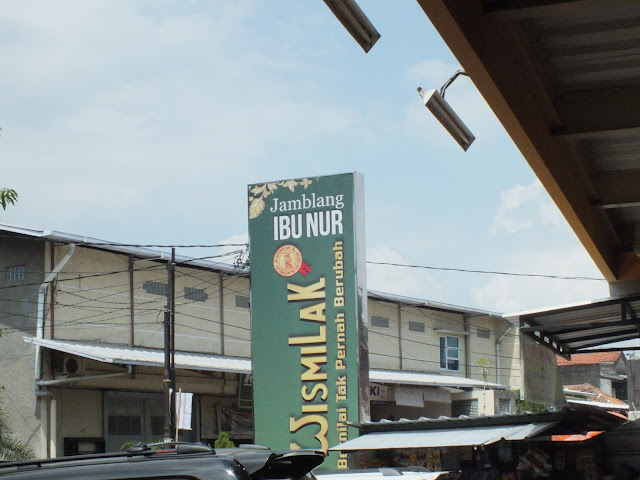 Jamblang
IBU NUR
WISMILAK
Bernilai Tak Pernah Berubah